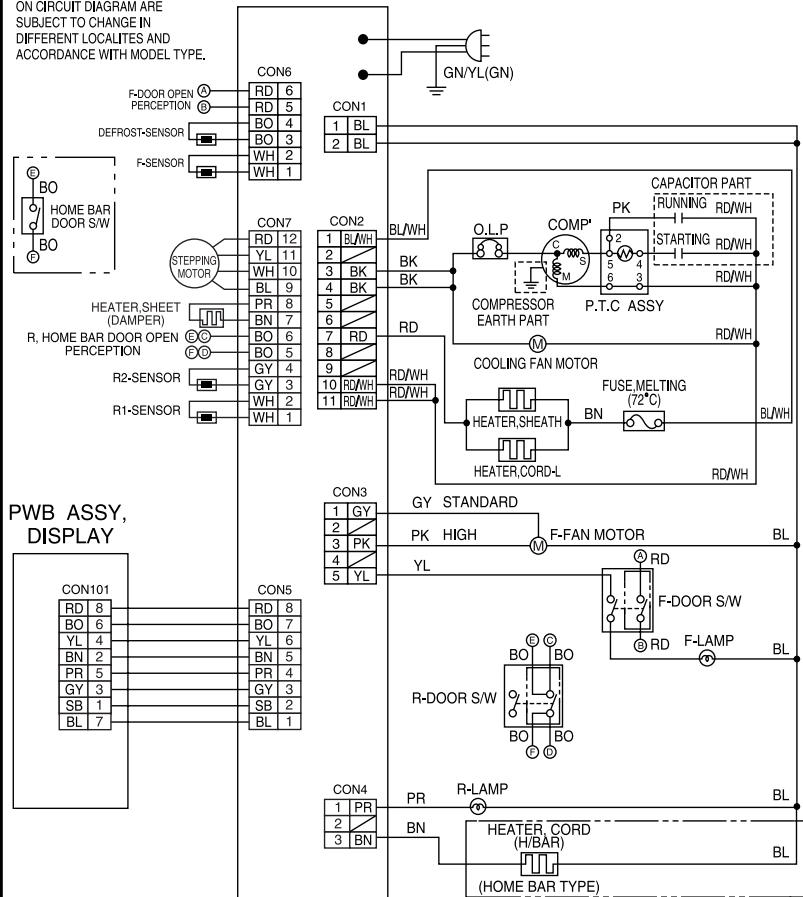 ON CIRCUIT DIAGRAM ARE
SUBJECT TO CHANGE IN
DIFFERENT LOCALITES AND
ACCORDANCE WITH MODEL TYPE.
GN/YL(GN)
CON6
F-DOOR OPEN PERCEPTION
A
B
DEFROST-SENSOR
F-SENSOR
RD 6
RD 5
BO 4
BO 3
WH 2
WH 1
CON1
1 BL
2 BL
E
BO
HOME BAR
DOOR S/W
BO
F
CON7
STEPPING
MOTOR
HEATER,SHEET
(DAMPER)
R, HOME BAR DOOR OPEN
PERCEPTION
E C
F D
R2-SENSOR
R1-SENSOR
RD 12
YL 11
WH 10
BL 9
PR 8
BN 7
BO 6
BO 5
GY 4
GY 3
WH 2
WH 1
CON2
1 BL/WH
2
3 BK
4 BK
5
6
7 RD
8
9
10 RD/WH
11 RD/WH
BL/WH
BK
BK
RD
RD/WH
RD/WH
O.L.P
COMP'
C
S
M
COMPRESSOR
EARTH PART
CAPACITOR PART
PK
RUNNING
RD/WH
STARTING
RD/WH
RD/WH
2
5 4
6 3
P.T.C ASSY
M
RD/WH
COOLING FAN MOTOR
HEATER,SHEATH
HEATER,CORD-L
BN
FUSE,MELTING
(72°C)
BL/WH
RD/WH
CON3
1 GY
2
3 PK
4
5 YL
GY STANDARD
PK HIGH
YL
M
F-FAN MOTOR
BL
A RD
F-DOOR S/W
B RD
F-LAMP
BL
E C
BO BO
R-DOOR S/W
BO BO
F D
PWB ASSY,
DISPLAY
CON101
RD 8
BO 6
YL 4
BN 2
PR 5
GY 3
SB 1
BL 7
CON5
RD 8
BO 7
YL 6
BN 5
PR 4
GY 3
SB 2
BL 1
CON4
1 PR
2
3 BN
PR
R-LAMP
BL
BN
HEATER, CORD
(H/BAR)
BL
(HOME BAR TYPE)